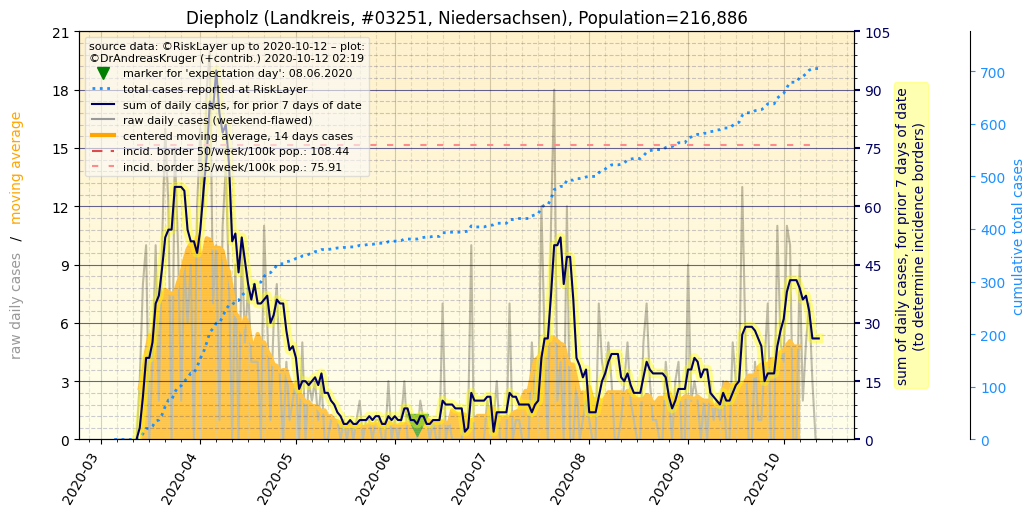 Diepholz (Landkreis, #03251, Niedersachsen), Population=216,886
source data: ©RiskLayer up to 2020-10-12 – plot:
©DrAndreasKruger (+contrib.) 2020-10-12 02:19
marker for 'expectation day': 08.06.2020
total cases reported at RiskLayer
sum of daily cases, for prior 7 days of date
raw daily cases (weekend-flawed)
centered moving average, 14 days cases
incid. border 50/week/100k pop.: 108.44
incid. border 35/week/100k pop.: 75.91
raw daily cases / moving average
21
18
15
12
9
6
3
0
105
90
75
60
45
30
15
0
sum of daily cases, for prior 7 days of date
(to determine incidence borders)
700
600
500
400
300
200
100
0
cumulative total cases
2020-03
2020-04
2020-05
2020-06
2020-07
2020-08
2020-09
2020-10